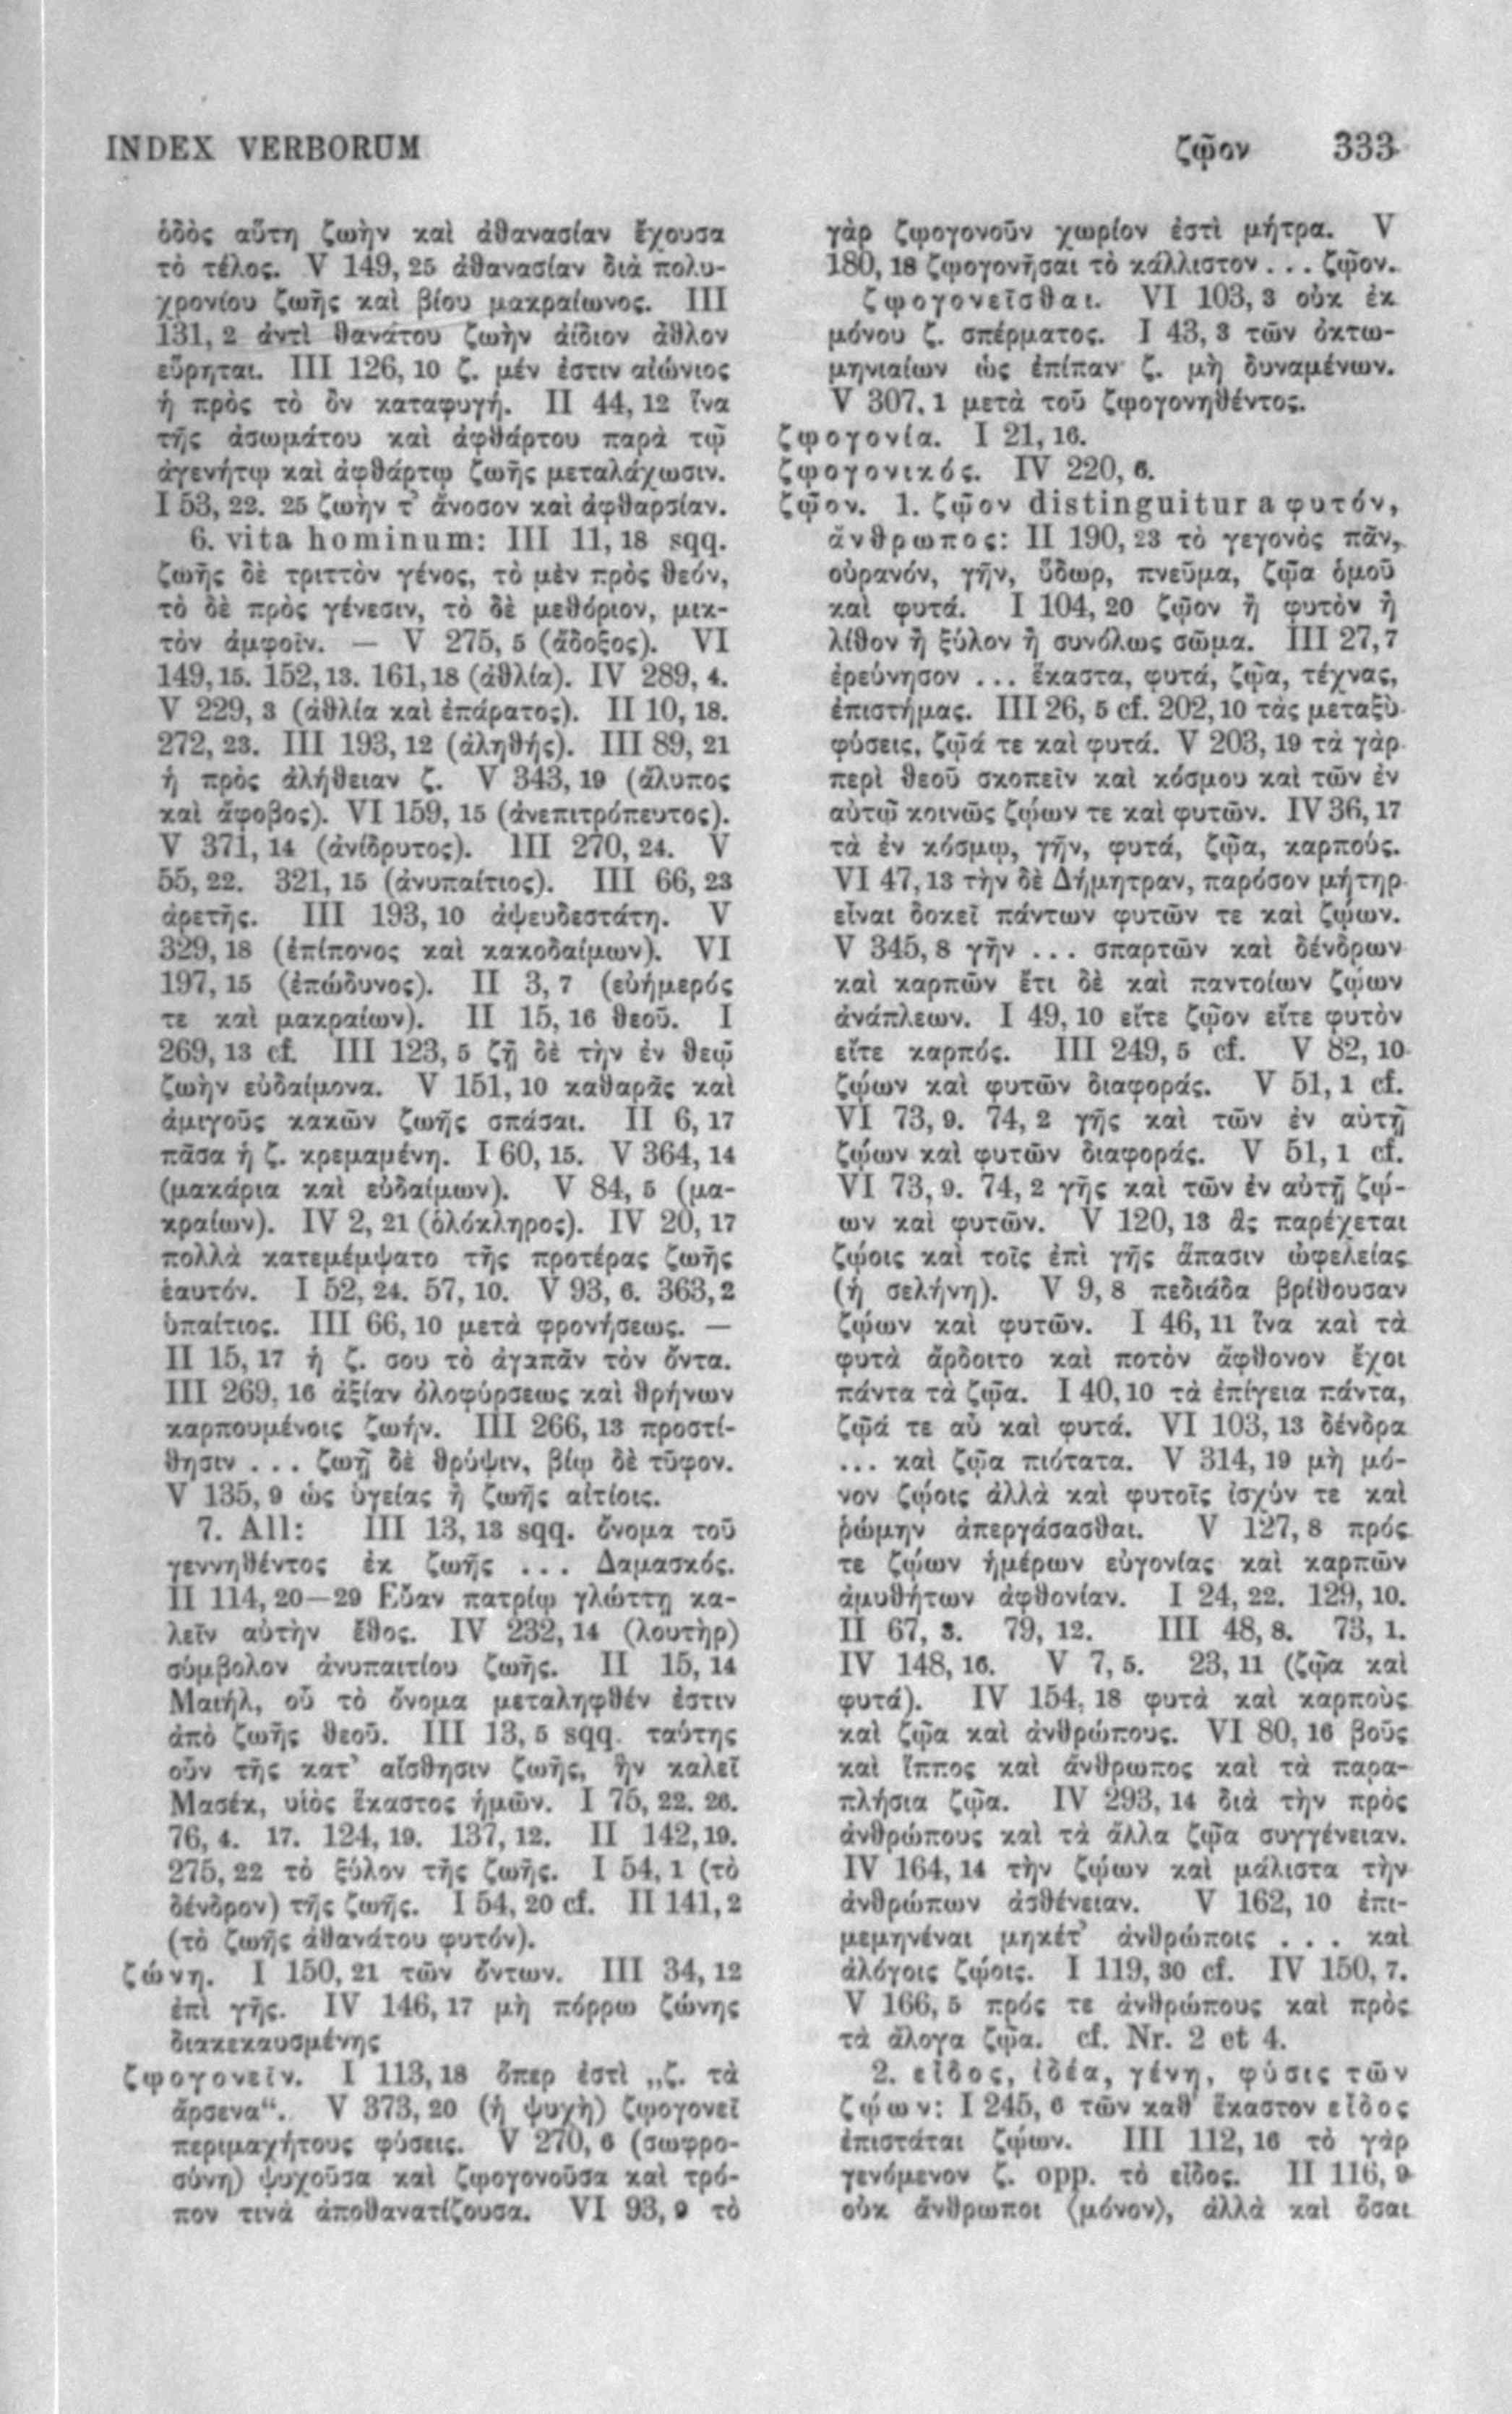 INDEX VERBORUM
ζῷον 333
ὁδὸς αὕτη ζωὴν καὶ ἀθανασίαν ἔχουσα
τὸ τέλος. V 149, 25 ἀθανασίαν διὰ πολυ-
χρονίου ζωῆς καὶ βίου μακραίωνος. III
131, 2 ἀντὶ θανάτου ζωὴν ἀίδιον ἆθλον
εὕρηται. III 126, 10 ζ. μέν ἐστιν αἰώνιος
ἡ πρὸς τὸ ὂν καταφυγή. II 44, 12 ἵνα
τῆς ἀσωμάτου καὶ ἀφθάρτου παρὰ τῷ
ἀγενήτῳ καὶ ἀφθάρτῳ ζωῆς μεταλάχωσιν.
I 53, 22. 25 ζωὴν τ’ ἄνοσον καὶ ἀφθαρσίαν.
6. vita hominum: III 11, 18 sqq.
ζωῆς δὲ τριττὸν γένος, τὸ μὲν πρὸς θεόν,
τὸ δὲ πρὸς γένεσιν, τὸ δὲ μεθόριον, μικ-
τὸν ἀμφοῖν. — V 275, 5 (ἄδοξος). VI
149, 15. 152, 13. 161, 18 (ἀθλία). IV 289, 4.
V 229, 3 (ἀθλία καὶ ἐπάρατος). II 10, 18.
272, 23. III 193, 12 (ἀληθής). III 89, 21
ἡ πρὸς ἀλήθειαν ζ. V 343, 19 (ἄλυπος
καὶ ἄφοβος). VI 159, 15 (ἀνεπιτρόπευτος).
V 371, 14 (ἀνίδρυτος). III 270, 24. V
55, 22. 321, 15 (ἀνυπαίτιος). III 66, 23
ἀρετῆς. III 193, 10 ἀψευδεστάτη. V
329, 18 (ἐπίπονος καὶ κακοδαίμων). VI
197, 15 (ἐπώδυνος). II 3, 7 (εὐήμερός
τε καὶ μακραίων). II 15, 16 θεοῦ. I
269, 13 cf. III 123, 5 ζῇ δὲ τὴν ἐν θεῷ
ζωὴν εὐδαίμονα. V 151, 10 καθαρᾶς καὶ
ἀμιγοῦς κακῶν ζωῆς σπάσαι. II 6, 17
πᾶσα ἡ ζ. κρεμαμένη. I 60, 15. V 364, 14
(μακάρια καὶ εὐδαίμων). V 84, 5 (μα-
κραίων). IV 2, 21 (ὁλόκληρος). IV 20, 17
πολλὰ κατεμέμψατο τῆς προτέρας ζωῆς
ἑαυτόν. I 52, 24. 57, 10. V 93, 6. 363, 2
ὑπαίτιος. III 66, 10 μετὰ φρονήσεως. —
II 15, 17 ἡ ζ. σου τὸ ἀγαπᾶν τὸν ὄντα.
III 269, 16 ἀξίαν ὀλοφύρσεως καὶ θρήνων
καρπουμένοις ζωήν. III 266, 13 προστί-
θησιν . . . ζωῇ δὲ θρύψιν, βίῳ δὲ τῦφον.
V 135, 9 ὡς ὑγείας ἢ ζωῆς αἰτίοις.
7. All: III 13, 13 sqq. ὄνομα τοῦ
γεννηθέντος ἐκ ζωῆς . . . Δαμασκός.
II 114, 20—29 Εὔαν πατρίῳ γλώττῃ κα-
λεῖν αὐτὴν ἔθος. IV 232, 14 (λουτὴρ)
σύμβολον ἀνυπαιτίου ζωῆς. II 15, 14
Μαιήλ, οὗ τὸ ὄνομα μεταληφθέν ἐστιν
ἀπὸ ζωῆς θεοῦ. III 13, 5 sqq. ταύτης
οὖν τῆς κατ’ αἴσθησιν ζωῆς, ἣν καλεῖ
Μασέκ, υἱὸς ἕκαστος ἡμῶν. I 75, 22. 26.
76, 4. 17. 124, 19. 137, 12. II 142, 19.
275, 22 τὸ ξύλον τῆς ζωῆς. I 54, 1 (τὸ
δένδρον) τῆς ζωῆς. I 54, 20 cf. II 141, 2
(τὸ ζωῆς ἀθανάτου φυτόν).
ζώνη. I 150, 21 τῶν ὄντων. III 34, 12
ἐπὶ γῆς. IV 146, 17 μὴ πόρρω ζώνης
διακεκαυσμένης
ζῳογονεῖν. I 113, 18 ὅπερ ἐστὶ „ζ. τὰ
ἄρσενα“. V 373, 20 (ἡ ψυχὴ) ζῳογονεῖ
περιμαχήτους φύσεις. V 270, 6 (σωφρο-
σύνη) ψυχοῦσα καὶ ζῳογονοῦσα καὶ τρό-
πον τινὰ ἀποθανατίζουσα. VI 93, 9 τὸ
γὰρ ζῳογονοῦν χωρίον ἐστὶ μήτρα. V
180, 18 ζῳογονῆσαι τὸ κάλλιστον . . . ζῷον.
ζῳογονεῖσθαι. VI 103, 3 οὐκ ἐκ
μόνου ζ. σπέρματος. I 43, 3 τῶν ὀκτω-
μηνιαίων ὡς ἐπίπαν ζ. μὴ δυναμένων.
V 307, 1 μετὰ τοῦ ζῳογονηθέντος.
ζῳογονία. I 21, 16.
ζῳογονικός. IV 220, 6.
ζῷον. 1. ζῷον distinguitur a φυτόν,
ἄνθρωπος: II 190, 23 τὸ γεγονὸς πᾶν,
οὐρανόν, γῆν, ὕδωρ, πνεῦμα, ζῷα ὁμοῦ
καὶ φυτά. I 104, 20 ζῷον ἢ φυτὸν ἢ
λίθον ἢ ξύλον ἢ συνόλως σῶμα. III 27, 7
ἐρεύνησον . . . ἕκαστα, φυτά, ζῷα, τέχνας,
ἐπιστήμας. III 26, 5 cf. 202, 10 τὰς μεταξὺ
φύσεις, ζῷά τε καὶ φυτά. V 203, 19 τὰ γὰρ
περὶ θεοῦ σκοπεῖν καὶ κόσμου καὶ τῶν ἐν
αὐτῷ κοινῶς ζῴων τε καὶ φυτῶν. IV 36, 17
τὰ ἐν κόσμῳ, γῆν, φυτά, ζῷα, καρπούς.
VI 47, 13 τὴν δὲ Δήμητραν, παρόσον μήτηρ
εἶναι δοκεῖ πάντων φυτῶν τε καὶ ζῴων.
V 345, 8 γῆν . . . σπαρτῶν καὶ δένδρων
καὶ καρπῶν ἔτι δὲ καὶ παντοίων ζῴων
ἀνάπλεων. I 49, 10 εἴτε ζῷον εἴτε φυτὸν
εἴτε καρπός. III 249, 5 cf. V 82, 10
ζῴων καὶ φυτῶν διαφοράς. V 51, 1 cf.
VI 73, 9. 74, 2 γῆς καὶ τῶν ἐν αὐτῇ
ζῴων καὶ φυτῶν διαφοράς. V 51, 1 cf.
VI 73, 9. 74, 2 γῆς καὶ τῶν ἐν αὐτῇ ζῴ-
ων καὶ φυτῶν. V 120, 13 ἃς παρέχεται
ζῴοις καὶ τοῖς ἐπὶ γῆς ἅπασιν ὠφελείας
(ἡ σελήνη). V 9, 8 πεδιάδα βρίθουσαν
ζῴων καὶ φυτῶν. I 46, 11 ἵνα καὶ τὰ
φυτὰ ἄρδοιτο καὶ ποτὸν ἄφθονον ἔχοι
πάντα τὰ ζῷα. I 40, 10 τὰ ἐπίγεια πάντα,
ζῷά τε αὖ καὶ φυτά. VI 103, 13 δένδρα
. . . καὶ ζῷα πιότατα. V 314, 19 μὴ μό-
νον ζῴοις ἀλλὰ καὶ φυτοῖς ἰσχύν τε καὶ
ῥώμην ἀπεργάσασθαι. V 127, 8 πρός
τε ζῴων ἡμέρων εὐγονίας καὶ καρπῶν
ἀμυθήτων ἀφθονίαν. I 24, 22. 129, 10.
II 67, 3. 79, 12. III 48, 8. 73, 1.
IV 148, 16. V 7, 5. 23, 11 (ζῷα καὶ
φυτά). IV 154, 18 φυτὰ καὶ καρποὺς
καὶ ζῷα καὶ ἀνθρώπους. VI 80, 16 βοῦς
καὶ ἵππος καὶ ἄνθρωπος καὶ τὰ παρα-
πλήσια ζῷα. IV 293, 14 διὰ τὴν πρὸς
ἀνθρώπους καὶ τὰ ἄλλα ζῷα συγγένειαν.
IV 164, 14 τὴν ζῴων καὶ μάλιστα τὴν
ἀνθρώπων ἀσθένειαν. V 162, 10 ἐπι-
μεμηνέναι μηκέτ’ ἀνθρώποις . . . καὶ
ἀλόγοις ζῴοις. I 119, 30 cf. IV 150, 7.
V 166, 5 πρός τε ἀνθρώπους καὶ πρὸς
τὰ ἄλογα ζῷα. cf. Nr. 2 et 4.
2. εἶδος, ἰδέα, γένη, φύσις τῶν
ζῴων: I 245, 6 τῶν καθ’ ἕκαστον εἶδος
ἐπιστάται ζῴων. III 112, 16 τὸ γὰρ
γενόμενον ζ. opp. τὸ εἶδος. II 116, 9
οὐκ ἄνθρωποι ⟨μόνον⟩, ἀλλὰ καὶ ὅσαι